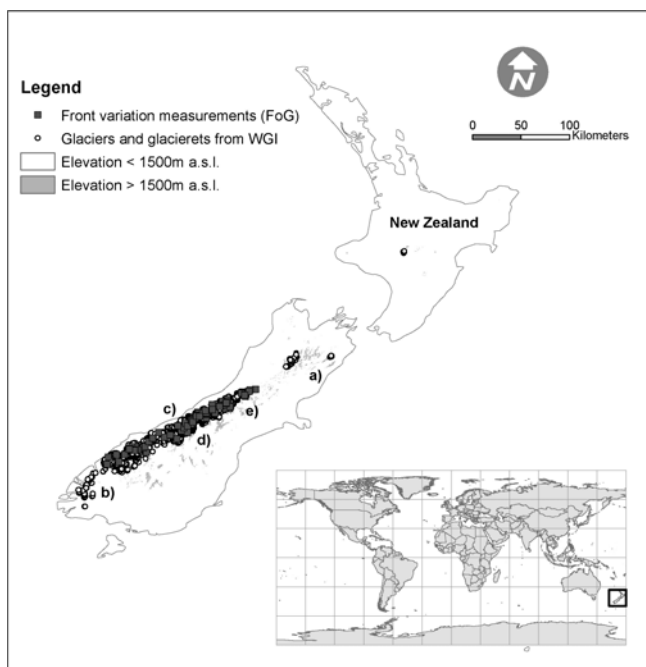 N
Legend
Front variation measurements (FoG)
Glaciers and glacierets from WGI
Elevation < 1500m a.s.l.
Elevation > 1500m a.s.l.
0 50 100
Kilometers
New Zealand
a)
c)
e)
d)
b)